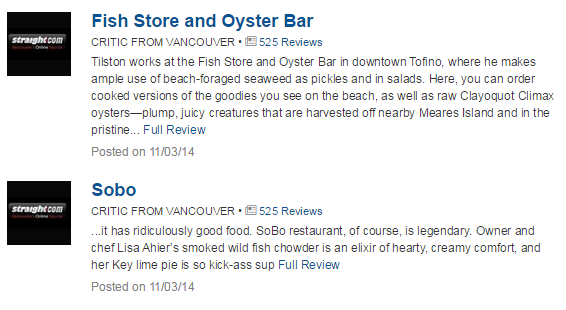 Fish Store and Oyster Bar
straight.com
CRITIC FROM VANCOUVER • 525 Reviews
Tilston works at the Fish Store and Oyster Bar in downtown Tofino, where he makes
ample use of beach-foraged seaweed as pickles and in salads. Here, you can order
cooked versions of the goodies you see on the beach, as well as raw Clayoquot Climax
oysters—plump, juicy creatures that are harvested off nearby Meares Island and in the
pristine... Full Review
Posted on 11/03/14
Sobo
straight.com
CRITIC FROM VANCOUVER • 525 Reviews
...it has ridiculously good food. SoBo restaurant, of course, is legendary. Owner and
chef Lisa Ahier's smoked wild fish chowder is an elixir of hearty, creamy comfort, and
her Key lime pie is so kick-ass sup Full Review
Posted on 11/03/14